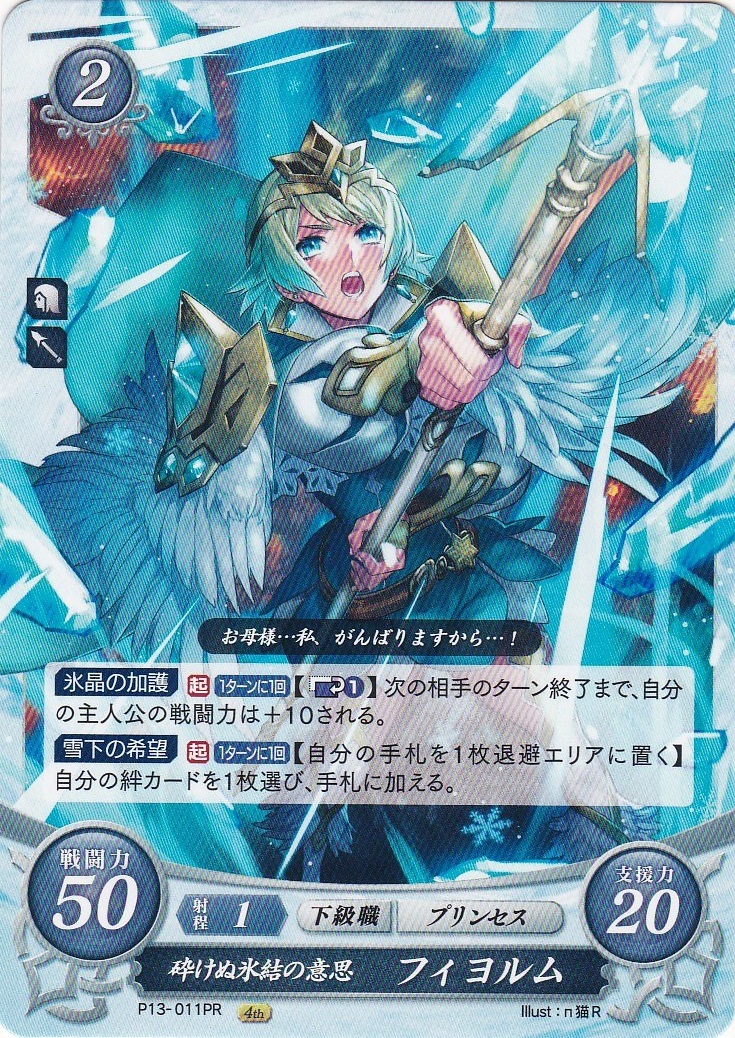 2
お母様…私、がんばりますから…！
氷晶の加護 起 1ターンに1回【1】次の相手のターン終了まで、自分
の主人公の戦闘力は＋10される。
雪下の希望 起 1ターンに1回【自分の手札を1枚退避エリアに置く】
自分の絆カードを1枚選び、手札に加える。
戦闘力
50
射程 1
下級職
プリンセス
支援力
20
砕けぬ氷結の意思 フィヨルム
P13-011PR 4th
Illust：п猫R